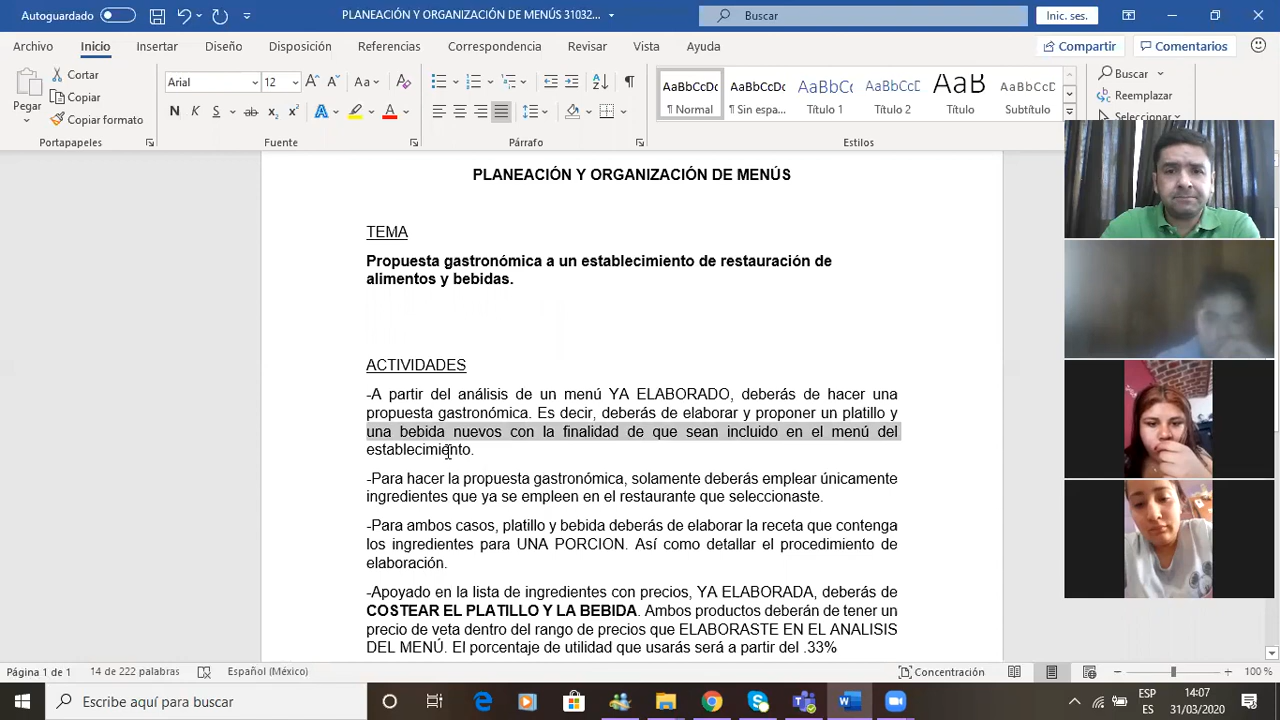 Autoguardado
PLANEACIÓN Y ORGANIZACIÓN DE MENÚS 31032...
Buscar
Inic. ses.
Archivo Inicio Insertar Diseño Disposición Referencias Correspondencia Revisar Vista Ayuda
Compartir Comentarios
Pegar
Cortar
Copiar
Copiar formato
Portapapeles
Arial 12
N K S ab x₂ x²
Fuente
Párrafo
AaBbCcDc AaBbCcDc AaBbCc AaBbCcD AaB AaBbCcD
¶ Normal ¶ Sin espa... Título 1 Título 2 Título Subtítulo
Estilos
Buscar
Reemplazar
Seleccionar
PLANEACIÓN Y ORGANIZACIÓN DE MENÚS
TEMA
Propuesta gastronómica a un establecimiento de restauración de
alimentos y bebidas.
ACTIVIDADES
-A partir del análisis de un menú YA ELABORADO, deberás de hacer una
propuesta gastronómica. Es decir, deberás de elaborar y proponer un platillo y
una bebida nuevos con la finalidad de que sean incluido en el menú del
establecimiento.
-Para hacer la propuesta gastronómica, solamente deberás emplear únicamente
ingredientes que ya se empleen en el restaurante que seleccionaste.
-Para ambos casos, platillo y bebida deberás de elaborar la receta que contenga
los ingredientes para UNA PORCION. Así como detallar el procedimiento de
elaboración.
-Apoyado en la lista de ingredientes con precios, YA ELABORADA, deberás de
COSTEAR EL PLATILLO Y LA BEBIDA. Ambos productos deberán de tener un
precio de veta dentro del rango de precios que ELABORASTE EN EL ANALISIS
DEL MENÚ. El porcentaje de utilidad que usarás será a partir del .33%
Página 1 de 1 14 de 222 palabras Español (México) Concentración 100 %
Escribe aquí para buscar
ESP
ES
14:07
31/03/2020